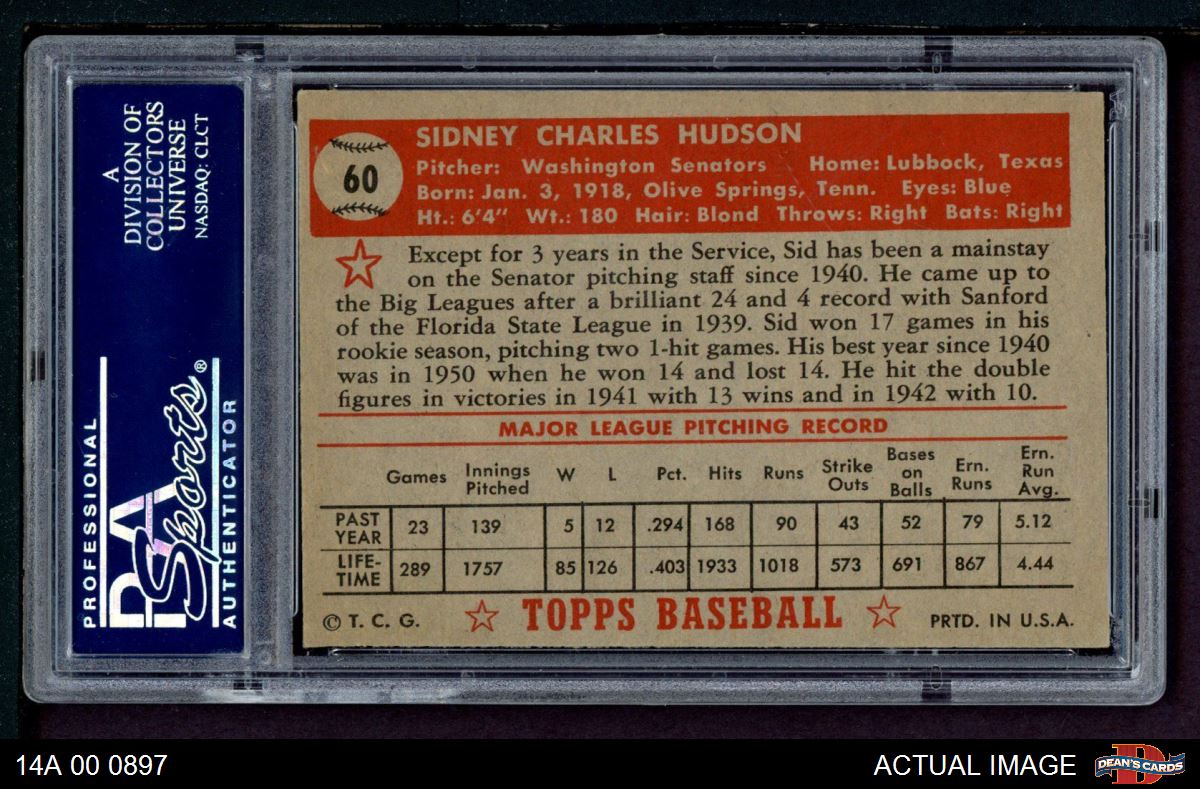 A
DIVISION OF
COLLECTORS
UNIVERSE
NASDAQ: CLCT
PROFESSIONAL
PSA
Sports®
AUTHENTICATOR
60
SIDNEY CHARLES HUDSON
Pitcher: Washington Senators Home: Lubbock, Texas
Born: Jan. 3, 1918, Olive Springs, Tenn. Eyes: Blue
Ht.: 6'4" Wt.: 180 Hair: Blond Throws: Right Bats: Right
Except for 3 years in the Service, Sid has been a mainstay
on the Senator pitching staff since 1940. He came up to
the Big Leagues after a brilliant 24 and 4 record with Sanford
of the Florida State League in 1939. Sid won 17 games in his
rookie season, pitching two 1-hit games. His best year since 1940
was in 1950 when he won 14 and lost 14. He hit the double
figures in victories in 1941 with 13 wins and in 1942 with 10.
MAJOR LEAGUE PITCHING RECORD
Games Innings Pitched W L Pct. Hits Runs Strike Outs Bases on Balls Ern. Runs Ern. Run Avg.
PAST YEAR 23 139 5 12 .294 168 90 43 52 79 5.12
LIFE-TIME 289 1757 85 126 .403 1933 1018 573 691 867 4.44
© T. C. G. TOPPS BASEBALL PRTD. IN U.S.A.
14A 00 0897 ACTUAL IMAGE DEAN'S CARDS